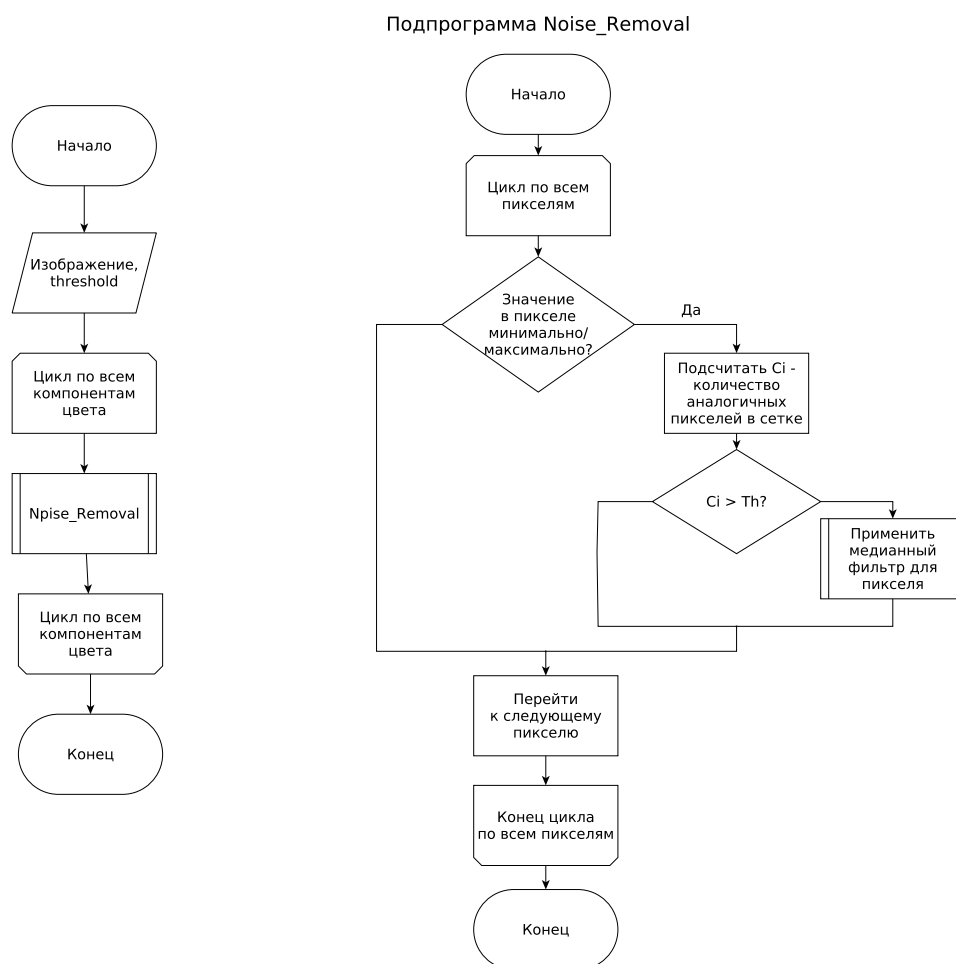 Подпрограмма Noise_Removal
Начало
Изображение,
threshold
Цикл по всем
компонентам
цвета
Npise_Removal
Цикл по всем
компонентам
цвета
Конец
Начало
Цикл по всем
пикселям
Значение
в пикселе
минимально/
максимально?
Да
Подсчитать Ci -
количество
аналогичных
пикселей в сетке
Ci > Th?
Применить
медианный
фильтр для
пикселя
Перейти
к следующему
пикселю
Конец цикла
по всем пикселям
Конец